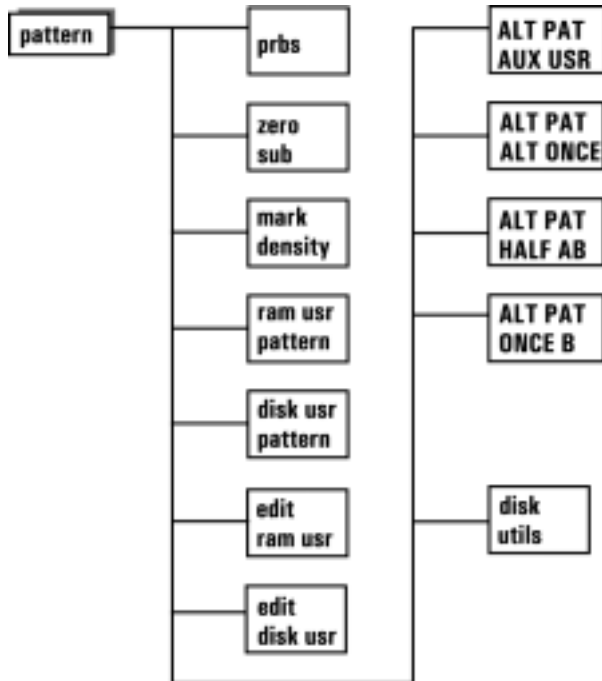 pattern
prbs
zero
sub
mark
density
ram usr
pattern
disk usr
pattern
edit
ram usr
edit
disk usr
ALT PAT
AUX USR
ALT PAT
ALT ONCE
ALT PAT
HALF AB
ALT PAT
ONCE B
disk
utils